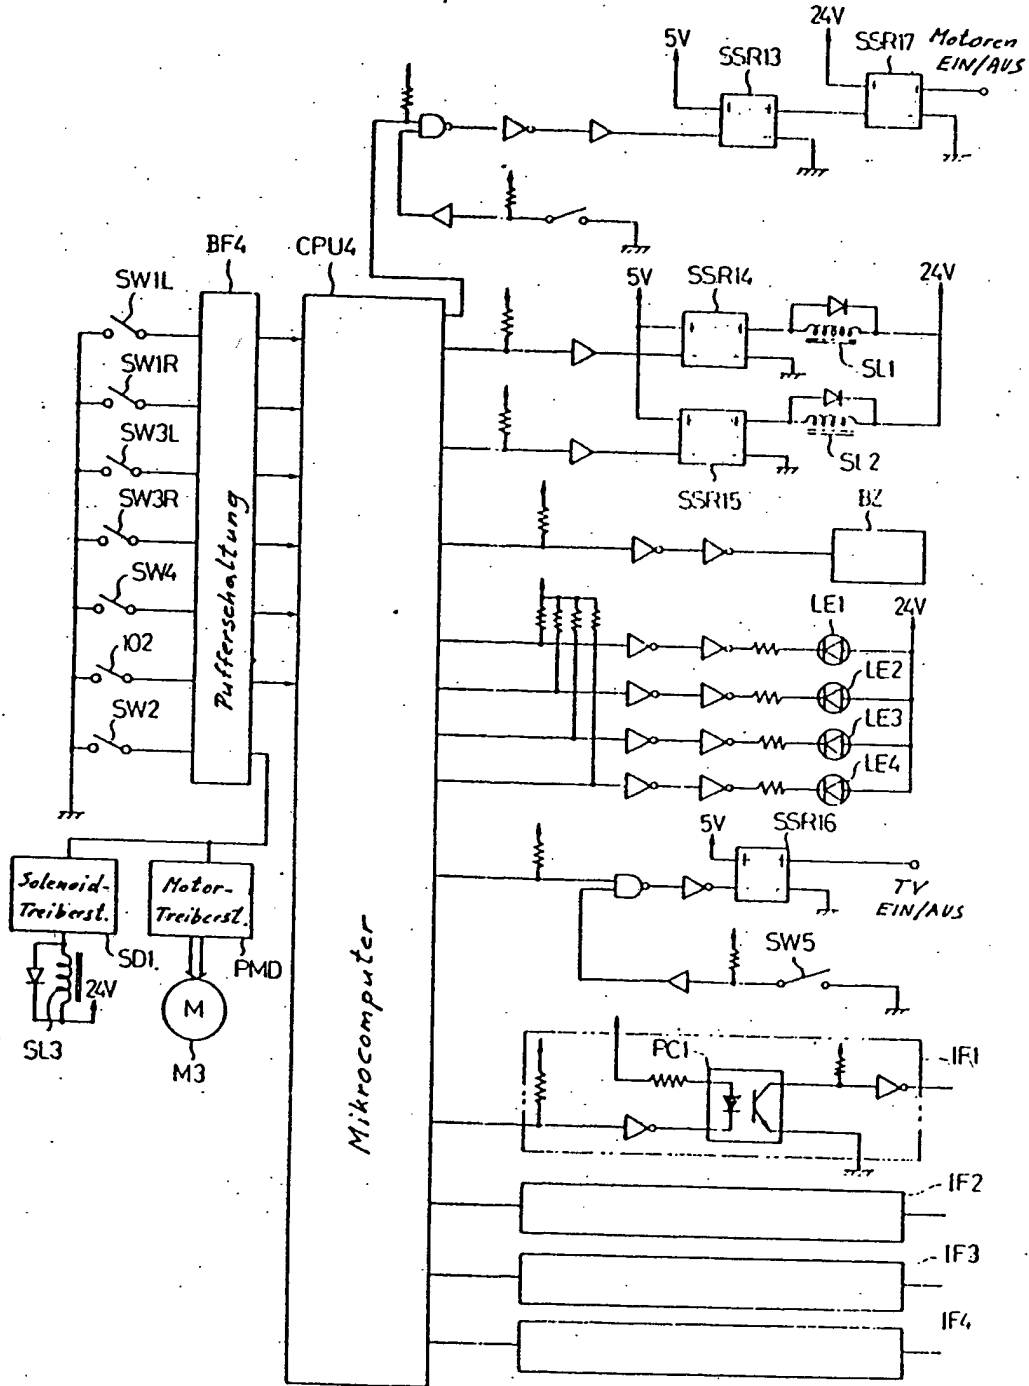 24V
5V
SSR13
SSR17
Motoren
EIN/AUS
BF4
CPU4
SW1L
SW1R
SW3L
SW3R
SW4
102
SW2
Pufferschaltung
Mikrocomputer
5V
SSR14
24V
SL1
SL2
SSR15
BZ
LE1
24V
LE2
LE3
LE4
5V
SSR16
TV
EIN/AUS
SW5
Solenoid-
Treiberst.
Motor-
Treiberst.
SD1
PMD
24V
SL3
M
M3
PC1
IF1
IF2
IF3
IF4